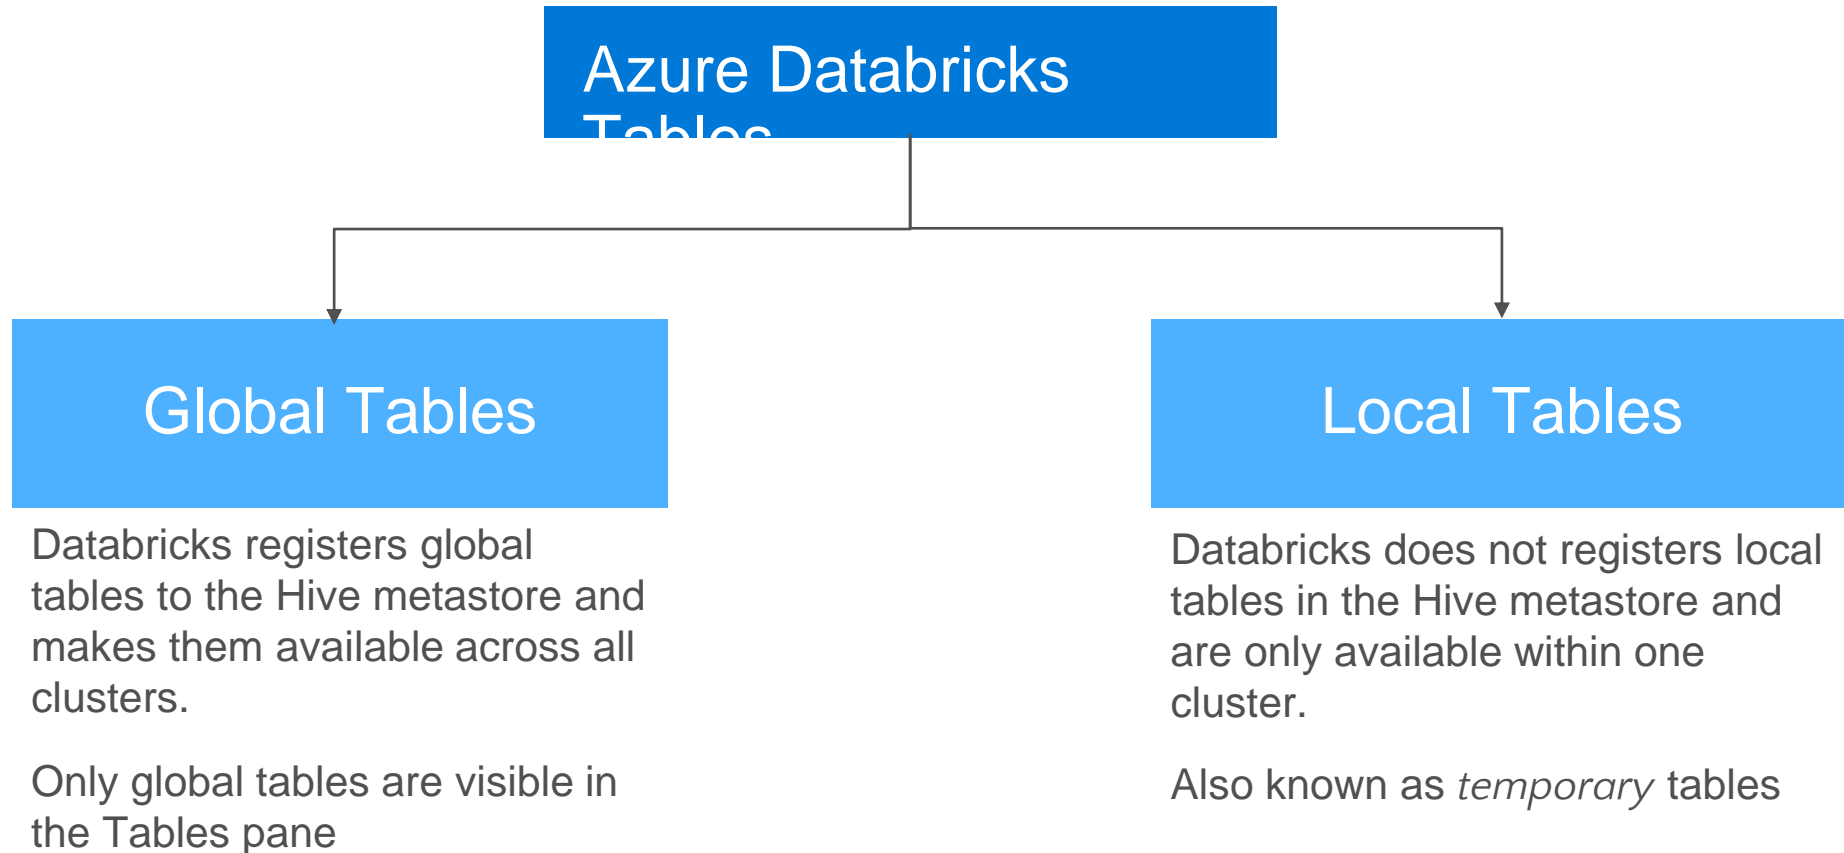 Azure Databricks
Tables
Global Tables
Databricks registers global
tables to the Hive metastore and
makes them available across all
clusters.
Only global tables are visible in
the Tables pane
Local Tables
Databricks does not registers local
tables in the Hive metastore and
are only available within one
cluster.
Also known as temporary tables